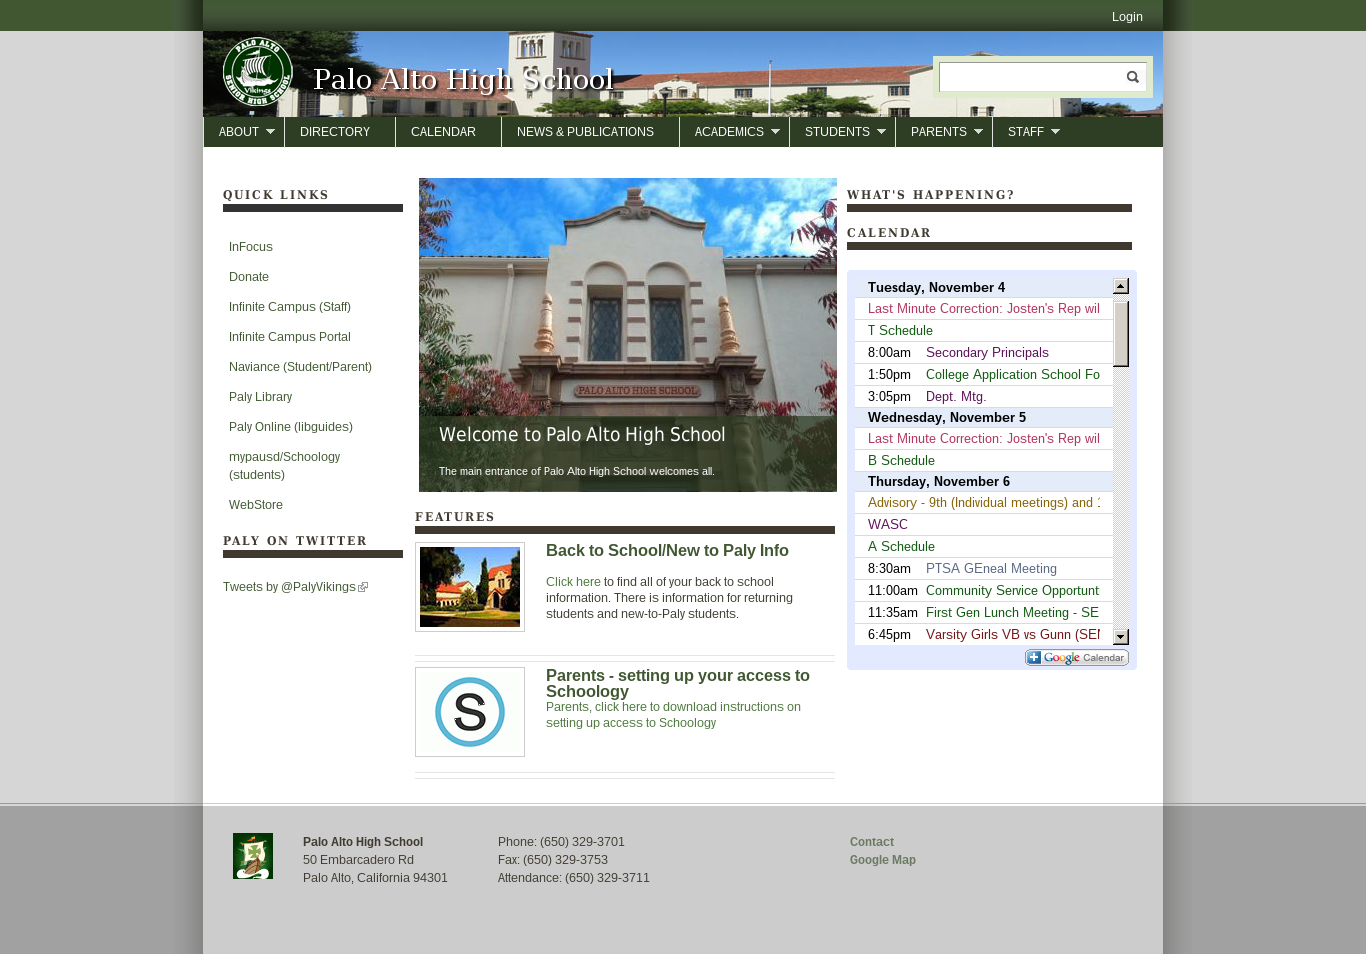 Login
PALO ALTO
Vikings
SENIOR HIGH SCHOOL
Palo Alto High School
ABOUT
DIRECTORY
CALENDAR
NEWS & PUBLICATIONS
ACADEMICS
STUDENTS
PARENTS
STAFF
QUICK LINKS
InFocus
Donate
Infinite Campus (Staff)
Infinite Campus Portal
Naviance (Student/Parent)
Paly Library
Paly Online (libguides)
mypausd/Schoology
(students)
WebStore
PALY ON TWITTER
Tweets by @PalyVikings
PALO ALTO HIGH SCHOOL
Welcome to Palo Alto High School
The main entrance of Palo Alto High School welcomes all.
FEATURES
Back to School/New to Paly Info
Click here to find all of your back to school
information. There is information for returning
students and new-to-Paly students.
S
Parents - setting up your access to
Schoology
Parents, click here to download instructions on
setting up access to Schoology
WHAT'S HAPPENING?
CALENDAR
Tuesday, November 4
Last Minute Correction: Josten's Rep wil
T Schedule
8:00am Secondary Principals
1:50pm College Application School Fo
3:05pm Dept. Mtg.
Wednesday, November 5
Last Minute Correction: Josten's Rep wil
B Schedule
Thursday, November 6
Advisory - 9th (Individual meetings) and
WASC
A Schedule
8:30am PTSA GEneral Meeting
11:00am Community Service Opportunt
11:35am First Gen Lunch Meeting - SE
6:45pm Varsity Girls VB vs Gunn (SEM
Google Calendar
Palo Alto High School
50 Embarcadero Rd
Palo Alto, California 94301
Phone: (650) 329-3701
Fax: (650) 329-3753
Attendance: (650) 329-3711
Contact
Google Map